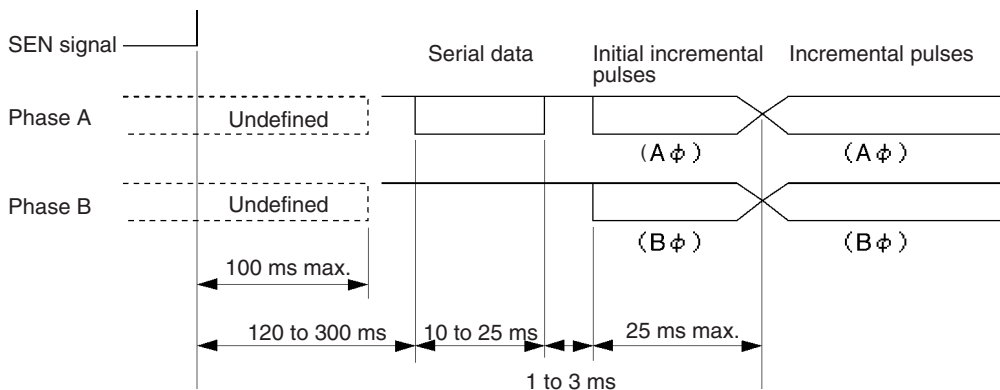 SEN signal
Serial data
Initial incremental
pulses
Incremental pulses
Phase A
Undefined
(Aϕ)
(Aϕ)
Phase B
Undefined
(Bϕ)
(Bϕ)
100 ms max.
120 to 300 ms
10 to 25 ms
25 ms max.
1 to 3 ms